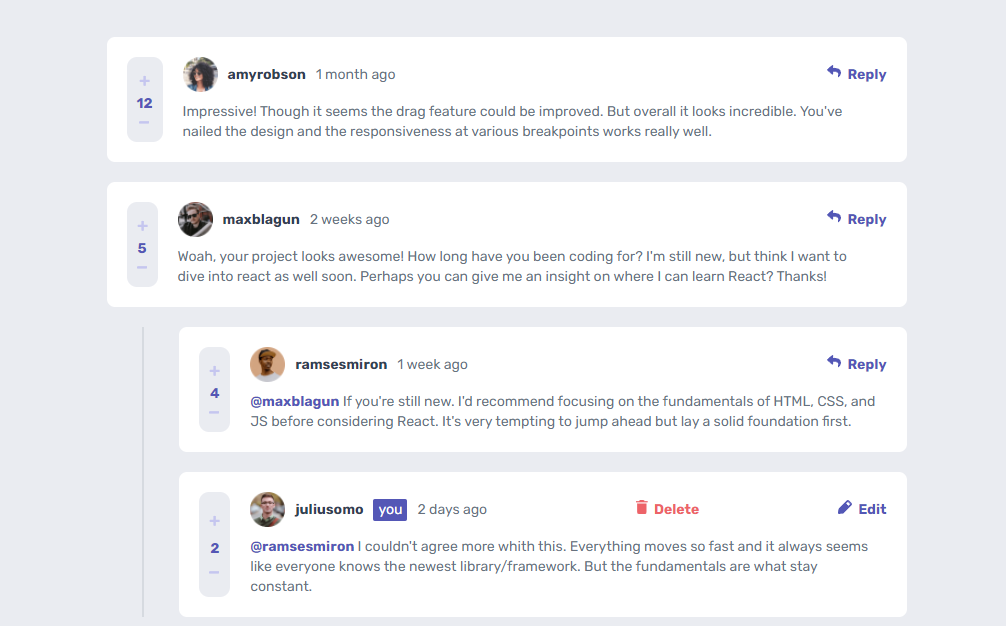 +
12
−
amyrobson 1 month ago Reply
Impressive! Though it seems the drag feature could be improved. But overall it looks incredible. You've
nailed the design and the responsiveness at various breakpoints works really well.
+
5
−
maxblagun 2 weeks ago Reply
Woah, your project looks awesome! How long have you been coding for? I'm still new, but think I want to
dive into react as well soon. Perhaps you can give me an insight on where I can learn React? Thanks!
+
4
−
ramsesmiron 1 week ago Reply
@maxblagun If you're still new. I'd recommend focusing on the fundamentals of HTML, CSS, and
JS before considering React. It's very tempting to jump ahead but lay a solid foundation first.
+
2
−
juliusomo you 2 days ago Delete Edit
@ramsesmiron I couldn't agree more whith this. Everything moves so fast and it always seems
like everyone knows the newest library/framework. But the fundamentals are what stay
constant.